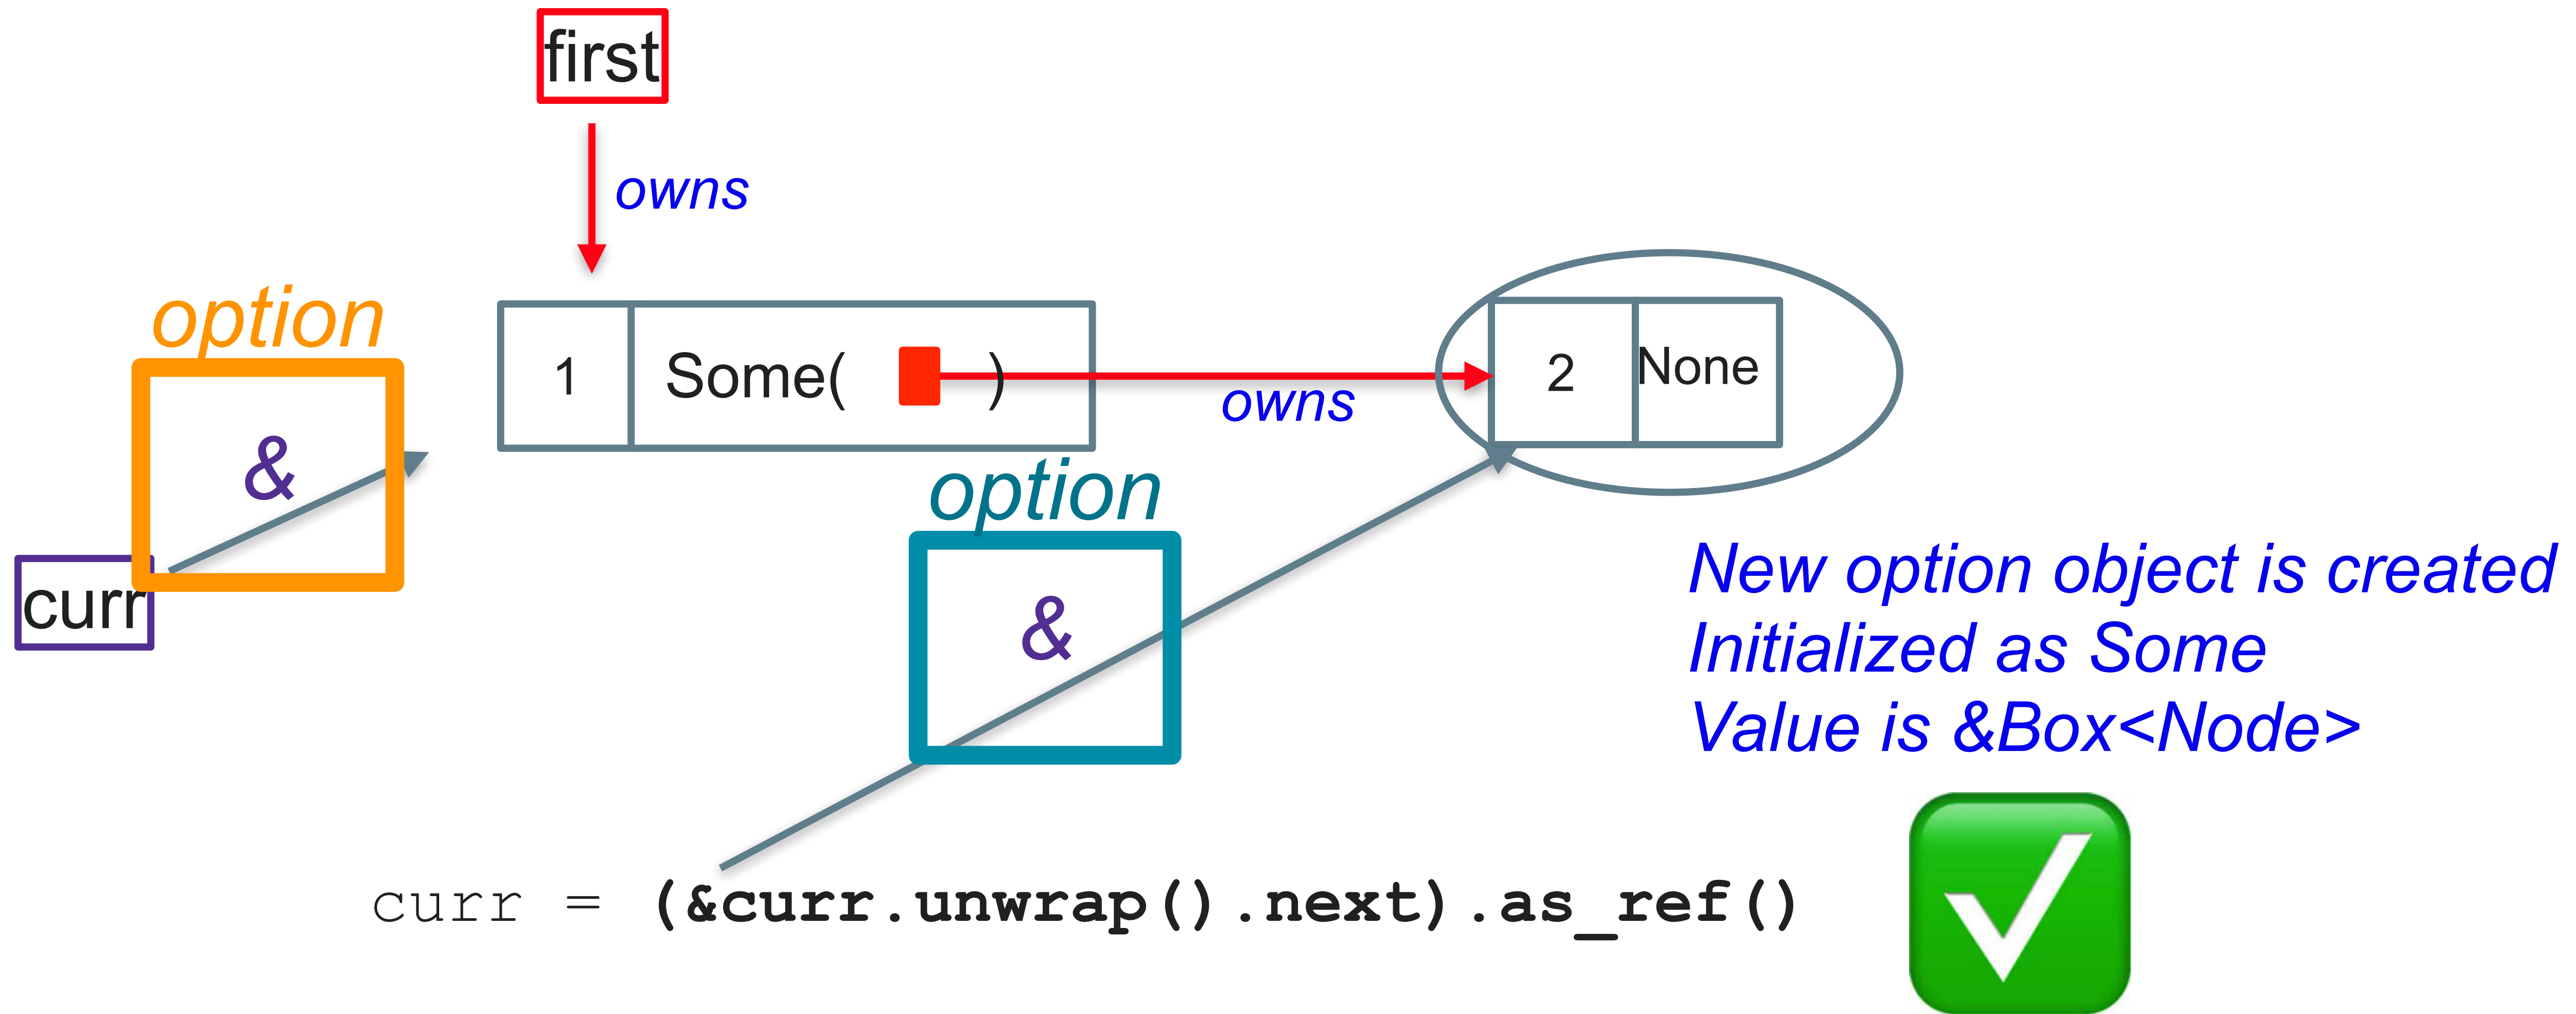 first
owns
option
&
curr
1 Some( )
owns
2 None
option
&
New option object is created
Initialized as Some
Value is &Box<Node>
curr = (&curr.unwrap().next).as_ref()